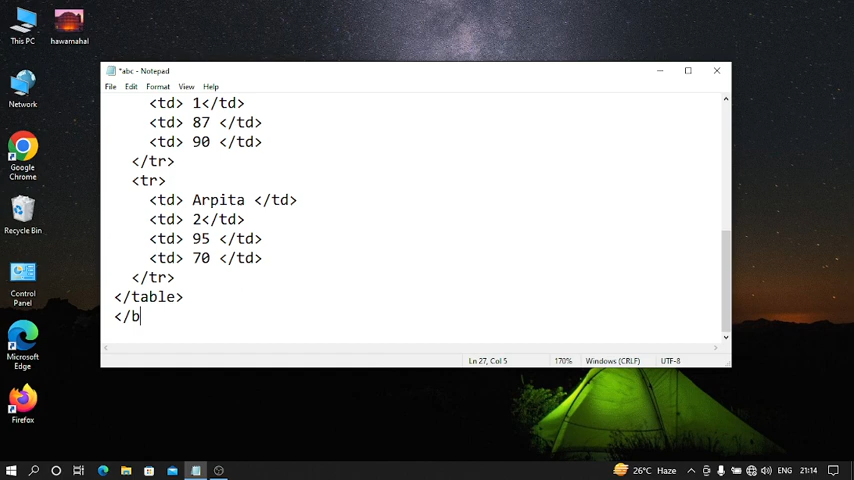 This PC
hawamahal
Network
Google
Chrome
Recycle Bin
Control
Panel
Microsoft
Edge
Firefox
*abc - Notepad
File Edit Format View Help
<td> 1</td>
<td> 87 </td>
<td> 90 </td>
</tr>
<tr>
<td> Arpita </td>
<td> 2</td>
<td> 95 </td>
<td> 70 </td>
</tr>
</table>
</b
Ln 27, Col 5 170% Windows (CRLF) UTF-8
26°C Haze ENG 21:14